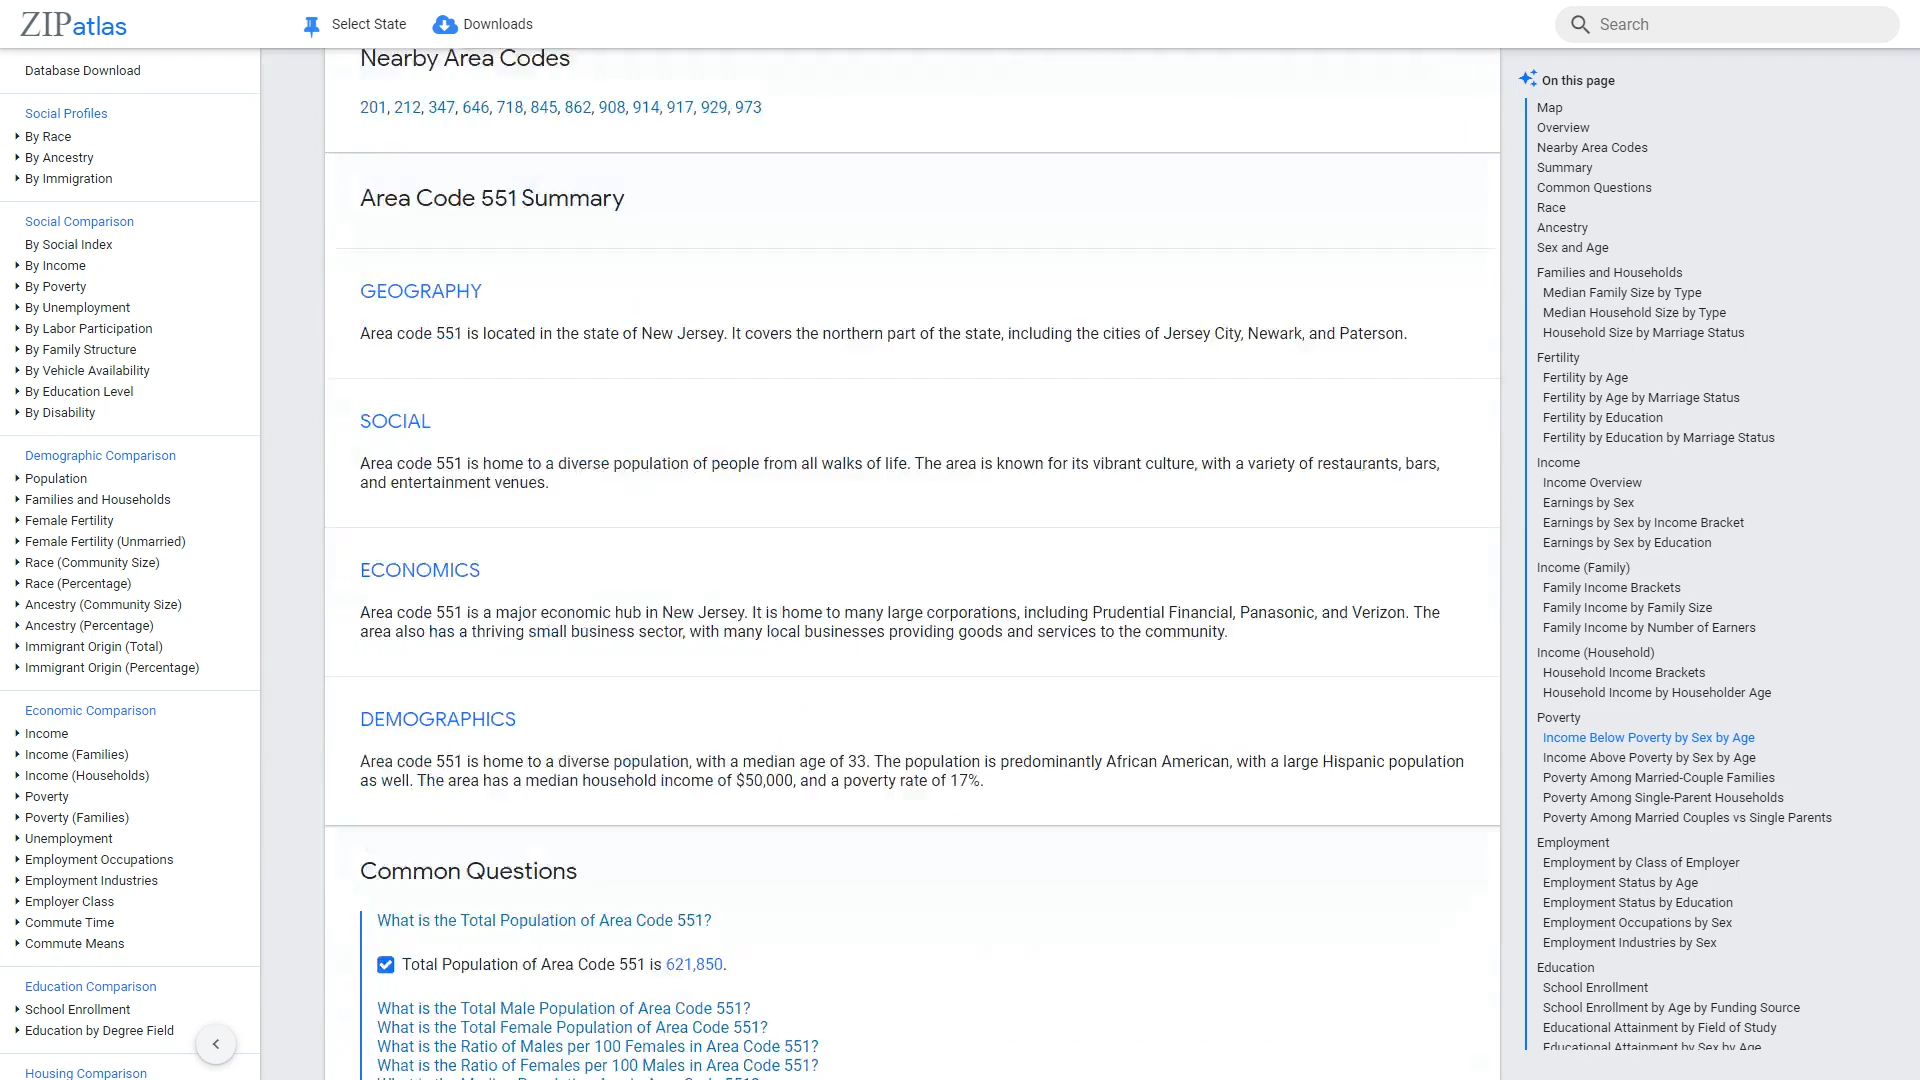 ZIPatlas
Select State
Downloads
Search
Database Download
Social Profiles
By Race
By Ancestry
By Immigration
Social Comparison
By Social Index
By Income
By Poverty
By Unemployment
By Labor Participation
By Family Structure
By Vehicle Availability
By Education Level
By Disability
Demographic Comparison
Population
Families and Households
Female Fertility
Female Fertility (Unmarried)
Race (Community Size)
Race (Percentage)
Ancestry (Community Size)
Ancestry (Percentage)
Immigrant Origin (Total)
Immigrant Origin (Percentage)
Economic Comparison
Income
Income (Families)
Income (Households)
Poverty
Poverty (Families)
Unemployment
Employment Occupations
Employment Industries
Employer Class
Commute Time
Commute Means
Education Comparison
School Enrollment
Education by Degree Field
Housing Comparison
Nearby Area Codes
201, 212, 347, 646, 718, 845, 862, 908, 914, 917, 929, 973
Area Code 551 Summary
GEOGRAPHY
Area code 551 is located in the state of New Jersey. It covers the northern part of the state, including the cities of Jersey City, Newark, and Paterson.
SOCIAL
Area code 551 is home to a diverse population of people from all walks of life. The area is known for its vibrant culture, with a variety of restaurants, bars,
and entertainment venues.
ECONOMICS
Area code 551 is a major economic hub in New Jersey. It is home to many large corporations, including Prudential Financial, Panasonic, and Verizon. The
area also has a thriving small business sector, with many local businesses providing goods and services to the community.
DEMOGRAPHICS
Area code 551 is home to a diverse population, with a median age of 33. The population is predominantly African American, with a large Hispanic population
as well. The area has a median household income of $50,000, and a poverty rate of 17%.
Common Questions
What is the Total Population of Area Code 551?
Total Population of Area Code 551 is 621,850.
What is the Total Male Population of Area Code 551?
What is the Total Female Population of Area Code 551?
What is the Ratio of Males per 100 Females in Area Code 551?
What is the Ratio of Females per 100 Males in Area Code 551?
On this page
Map
Overview
Nearby Area Codes
Summary
Common Questions
Race
Ancestry
Sex and Age
Families and Households
Median Family Size by Type
Median Household Size by Type
Household Size by Marriage Status
Fertility
Fertility by Age
Fertility by Age by Marriage Status
Fertility by Education
Fertility by Education by Marriage Status
Income
Income Overview
Earnings by Sex
Earnings by Sex by Income Bracket
Earnings by Sex by Education
Income (Family)
Family Income Brackets
Family Income by Family Size
Family Income by Number of Earners
Income (Household)
Household Income Brackets
Household Income by Householder Age
Poverty
Income Below Poverty by Sex by Age
Income Above Poverty by Sex by Age
Poverty Among Married-Couple Families
Poverty Among Single-Parent Households
Poverty Among Married Couples vs Single Parents
Employment
Employment by Class of Employer
Employment Status by Age
Employment Status by Education
Employment Occupations by Sex
Employment Industries by Sex
Education
School Enrollment
School Enrollment by Age by Funding Source
Educational Attainment by Field of Study
Educational Attainment by Sex by Age